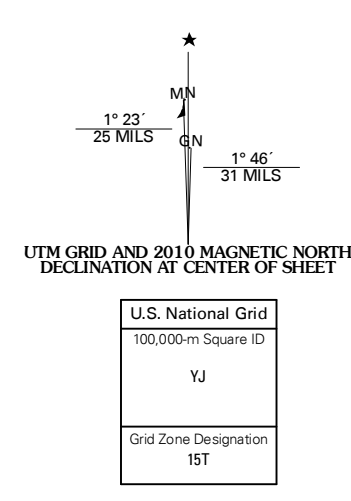 MN
1° 23´
25 MILS
GN
1° 46´
31 MILS
UTM GRID AND 2010 MAGNETIC NORTH
DECLINATION AT CENTER OF SHEET
U.S. National Grid
100,000-m Square ID
YJ
Grid Zone Designation
15T